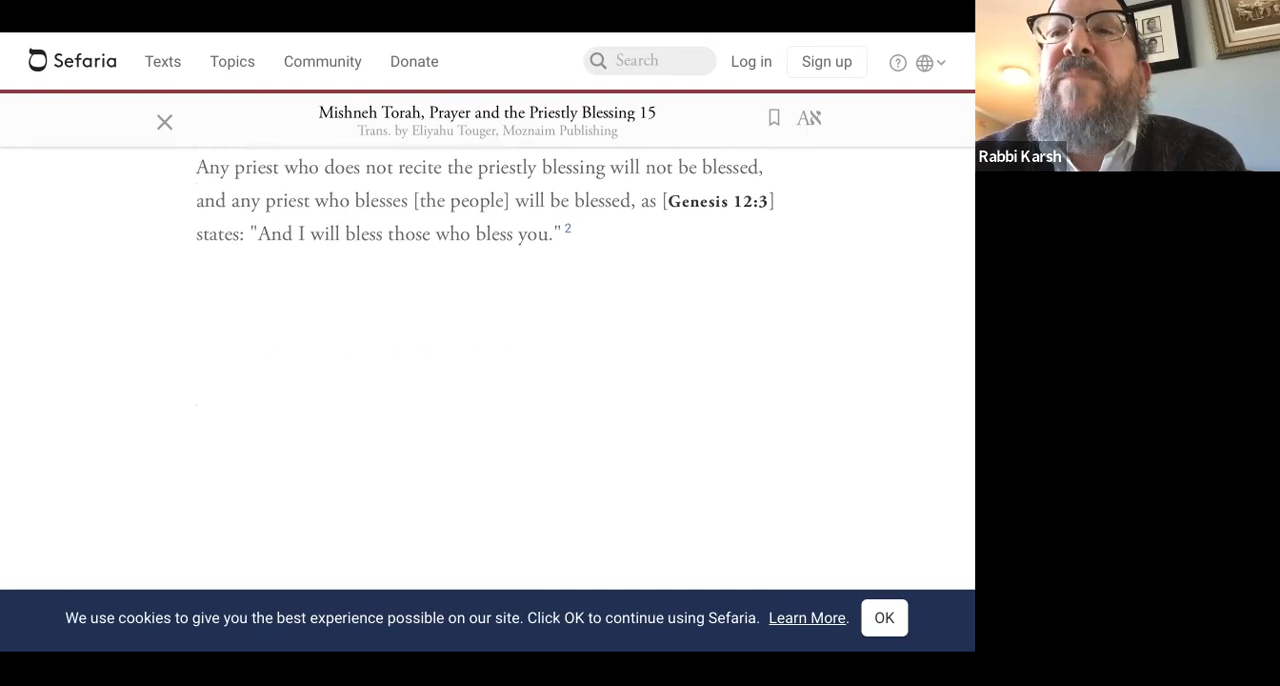 Sefaria Texts Topics Community Donate Search Log in Sign up
Mishneh Torah, Prayer and the Priestly Blessing 15
Trans. by Eliyahu Touger, Moznaim Publishing
Aא
Any priest who does not recite the priestly blessing will not be blessed,
and any priest who blesses [the people] will be blessed, as [Genesis 12:3]
states: "And I will bless those who bless you." 2
We use cookies to give you the best experience possible on our site. Click OK to continue using Sefaria. Learn More. OK
Rabbi Karsh